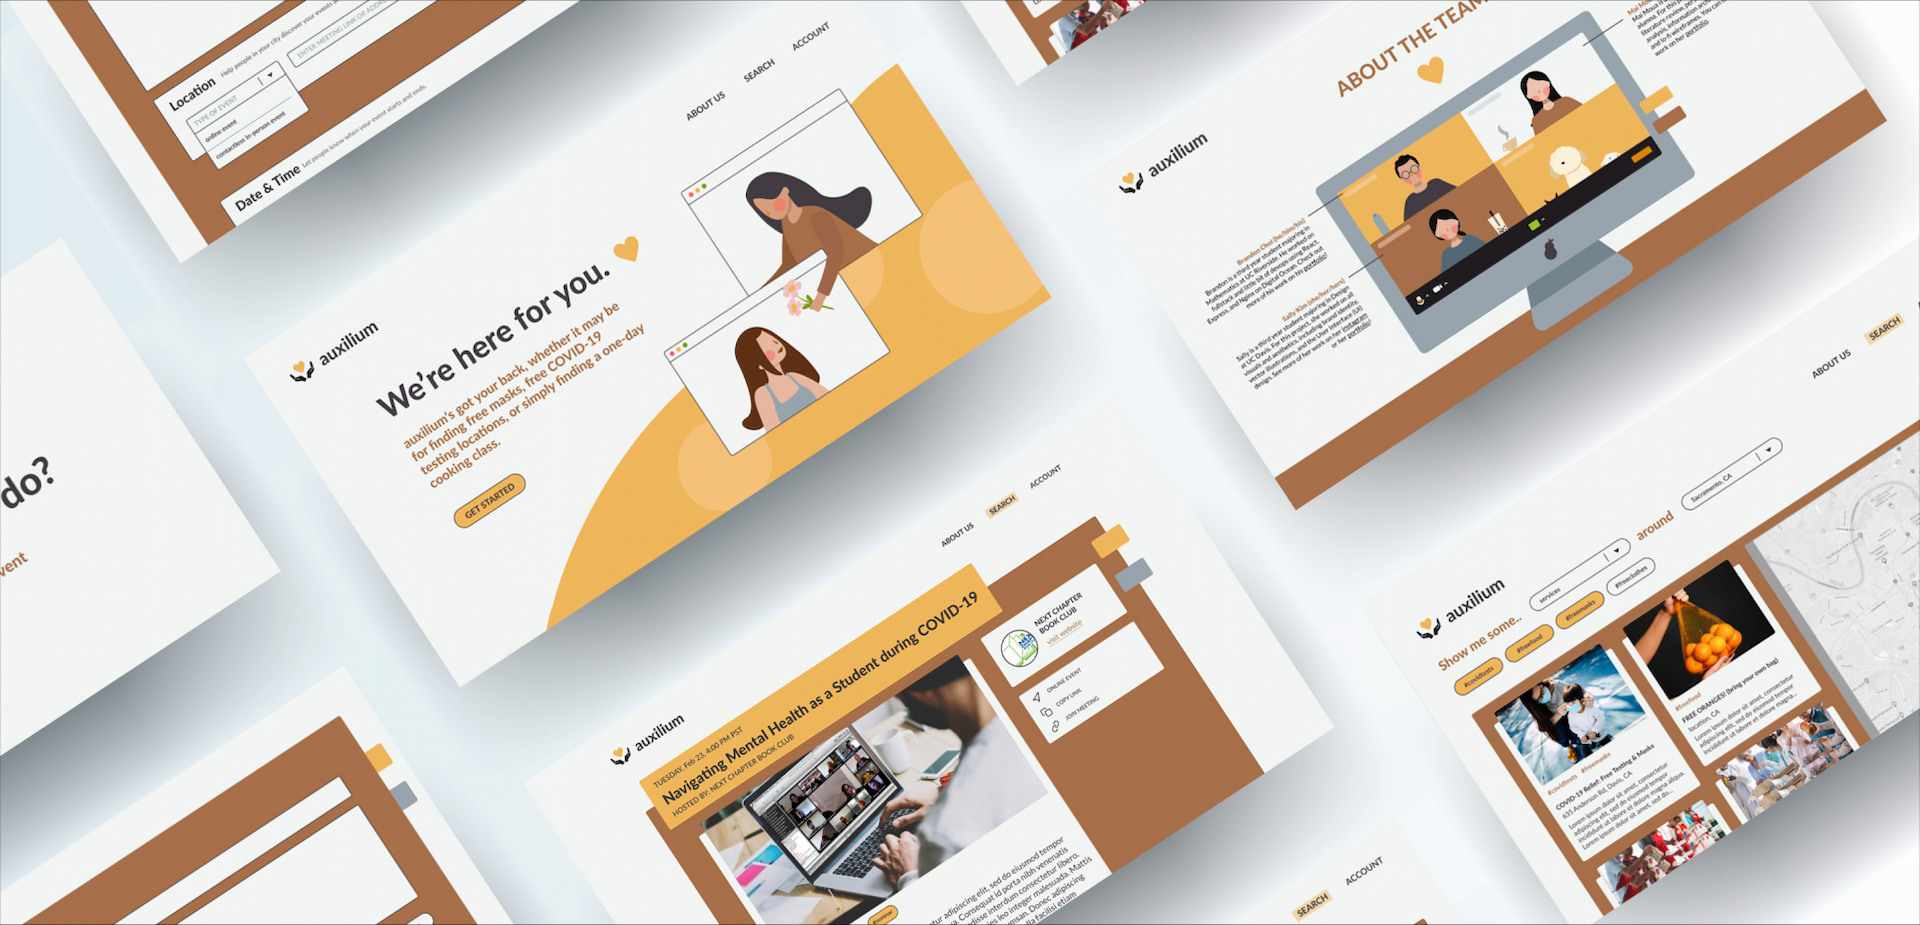 Location Help people in your city discover your events
TYPE OF EVENT
online event
contactless in-person event
ENTER MEETING LINK OR
Date & Time Let people know when your event starts and ends.
do?
ABOUT US
SEARCH
ACCOUNT
auxilium
We're here for you.
auxilium's got your back, whether it may be
for finding free masks, free COVID-19
testing locations, or simply finding a one-day
cooking class.
GET STARTED
ABOUT THE TEAM
auxilium
Brandon Choi (he/him/his)
Brandon is a third year student majoring in
Mathematics at UC Riverside. He worked on
fullstack and little bit of devops using React,
Express, and Nginx on Digital Ocean. Check out
more of his work on his portfolio!
Sally Kim (she/her/hers)
Sally is a third year student majoring in Design
at UC Davis. For this project, she worked on all
visuals and aesthetics, including brand identity,
vector illustrations, and the User Interface (UI)
design. See more of her work on her instagram
or her portfolio!
work on her portfolio.
ABOUT US
SEARCH
ACCOUNT
auxilium
TUESDAY, Feb 23, 4:00 PM PST
Navigating Mental Health as a Student during COVID-19
HOSTED BY: NEXT CHAPTER BOOK CLUB
NEXT CHAPTER
BOOK CLUB
visit website
ONLINE EVENT
COPY LINK
JOIN MEETING
#seminar
adipiscing elit, sed do eiusmod tempor
Consequat id porta nibh venenatis
interdum consectetur libero.
leo integer malesuada. Mattis
Donec adipiscing
facilisi etiam
SEARCH
ACCOUNT
ABOUT US
SEARCH
auxilium
Show me some..
services
around
Sacramento, CA
#covidtests
#freefood
#freemasks
#freeclothes
#covidtests #freemasks
COVID-19 Relief: Free Testing & Masks
635 Anderson Rd, Davis, CA
Lorem ipsum dolor sit amet, consectetur
adipiscing elit, sed do eiusmod tempor
incididunt ut labore et dolore magna aliqua.
Lorem ipsum dolor sit amet, sed do...
#freefood
FREE ORANGES! (bring your own bag)
location, CA
Lorem ipsum dolor sit amet, consectetur
adipiscing elit, sed do eiusmod tempor
incididunt ut labore et dolore magna...